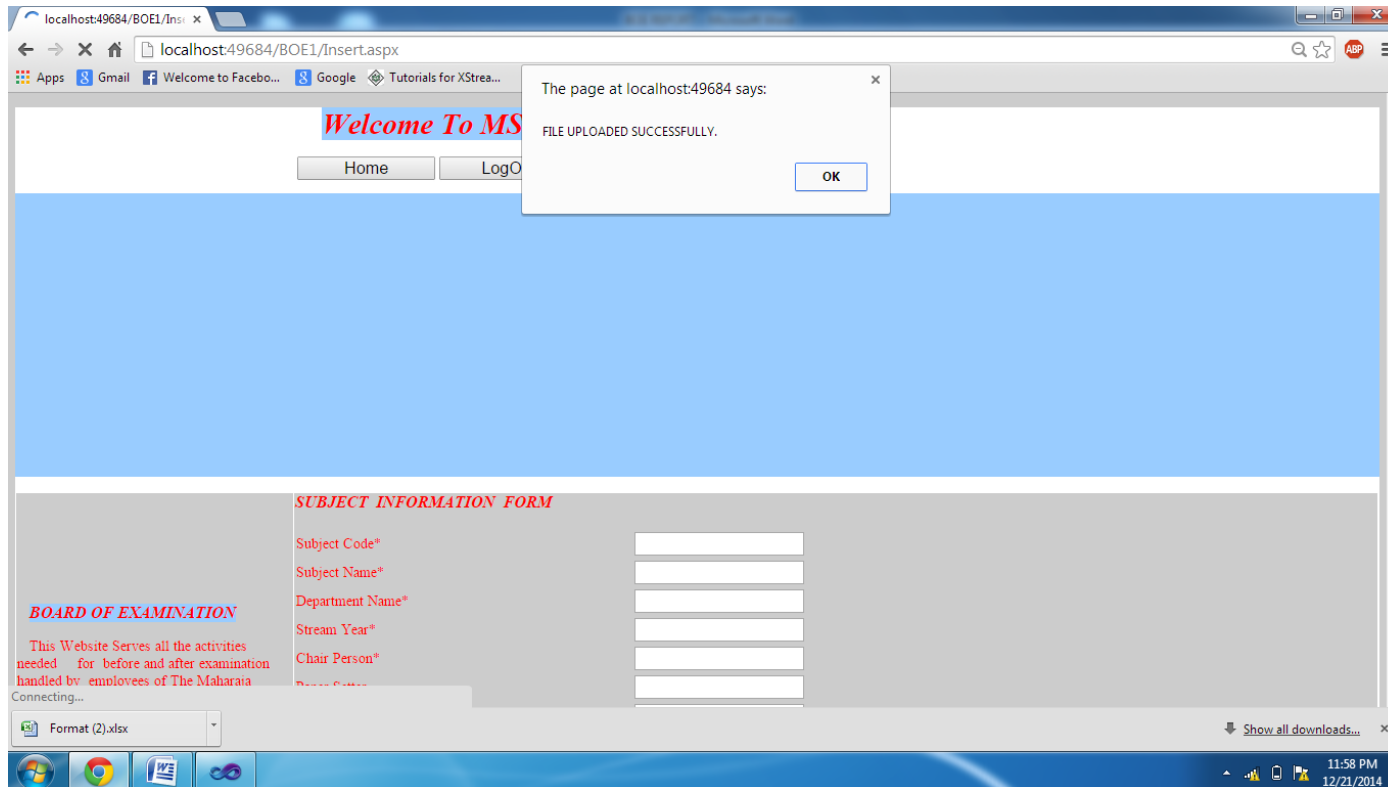 localhost:49684/BOE1/Ins
localhost:49684/BOE1/Insert.aspx
ABP
Apps Gmail Welcome to Facebo... Google Tutorials for XStrea...
The page at localhost:49684 says:
FILE UPLOADED SUCCESSFULLY.
OK
Welcome To MS
Home LogO
SUBJECT INFORMATION FORM
Subject Code*
Subject Name*
Department Name*
Stream Year*
Chair Person*
BOARD OF EXAMINATION
This Website Serves all the activities
needed for before and after examination
handled by employees of The Maharaja
Connecting...
Format (2).xlsx
Show all downloads...
11:58 PM
12/21/2014